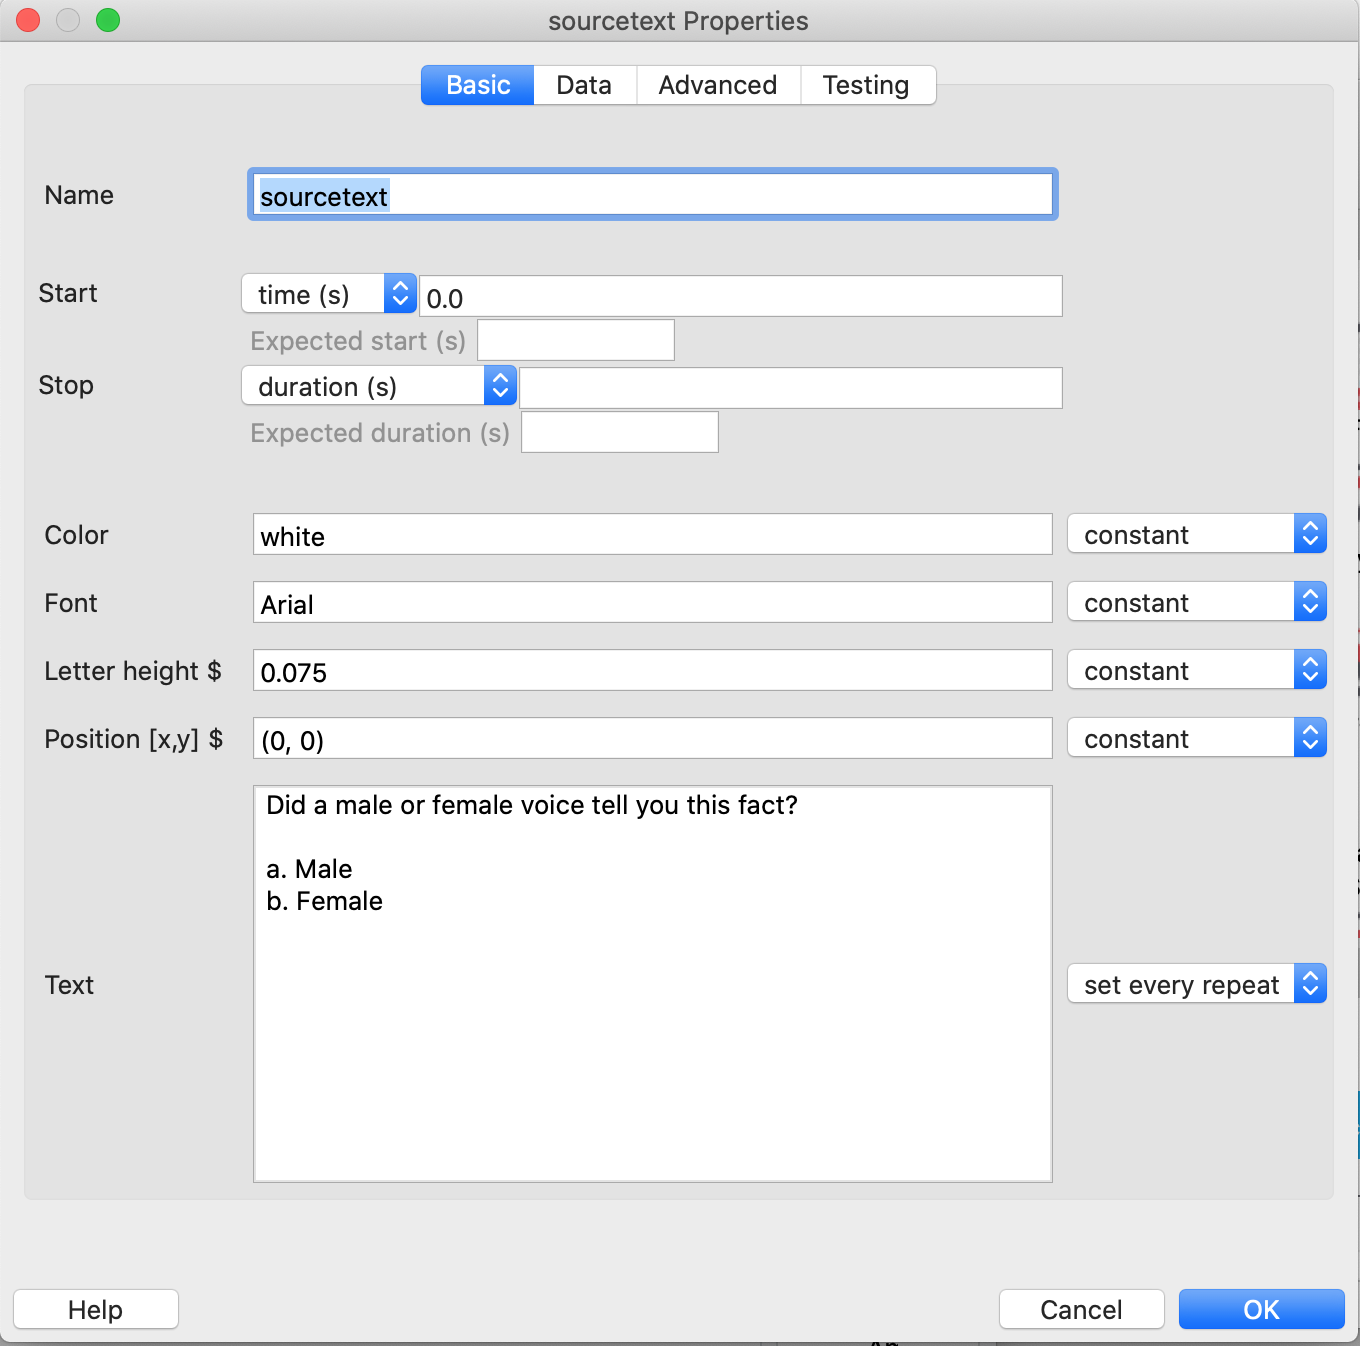 sourcetext Properties
Basic Data Advanced Testing
Name sourcetext
Start time (s) 0.0
Expected start (s)
Stop duration (s)
Expected duration (s)
Color white constant
Font Arial constant
Letter height $ 0.075 constant
Position [x,y] $ (0, 0) constant
Did a male or female voice tell you this fact?
a. Male
b. Female
Text set every repeat
Help Cancel OK